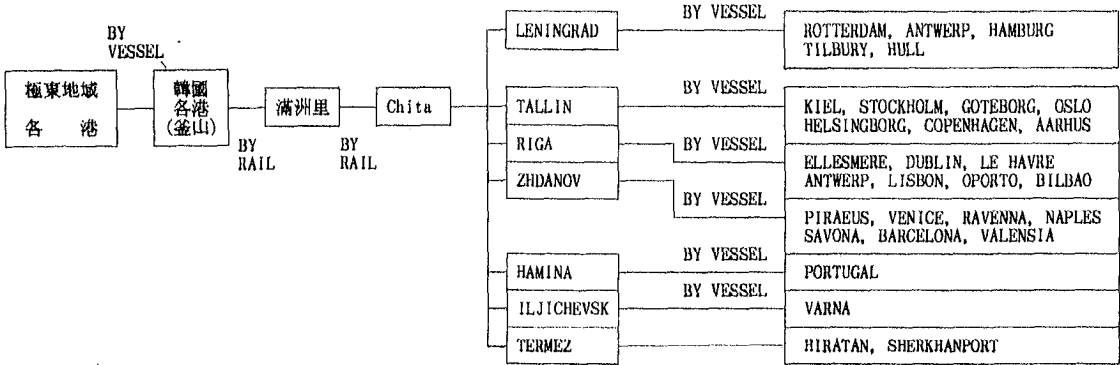 BY VESSEL
LENINGRAD
ROTTERDAM, ANTWERP, HAMBURG
TILBURY, HULL
BY
VESSEL
極東地域
各 港
韓國
各港
(釜山)
滿洲里
Chita
BY
RAIL
BY
RAIL
TALLIN
BY VESSEL
KIEL, STOCKHOLM, GOTEBORG, OSLO
HELSINGBORG, COPENHAGEN, AARHUS
RIGA
BY VESSEL
ELLESMERE, DUBLIN, LE HAVRE
ANTWERP, LISBON, OPORTO, BILBAO
ZHDANOV
BY VESSEL
PIRAEUS, VENICE, RAVENNA, NAPLES
SAVONA, BARCELONA, VALENSIA
HAMINA
BY VESSEL
PORTUGAL
ILJICHEVSK
BY VESSEL
VARNA
TERMEZ
HIRATAN, SHERKHANPORT